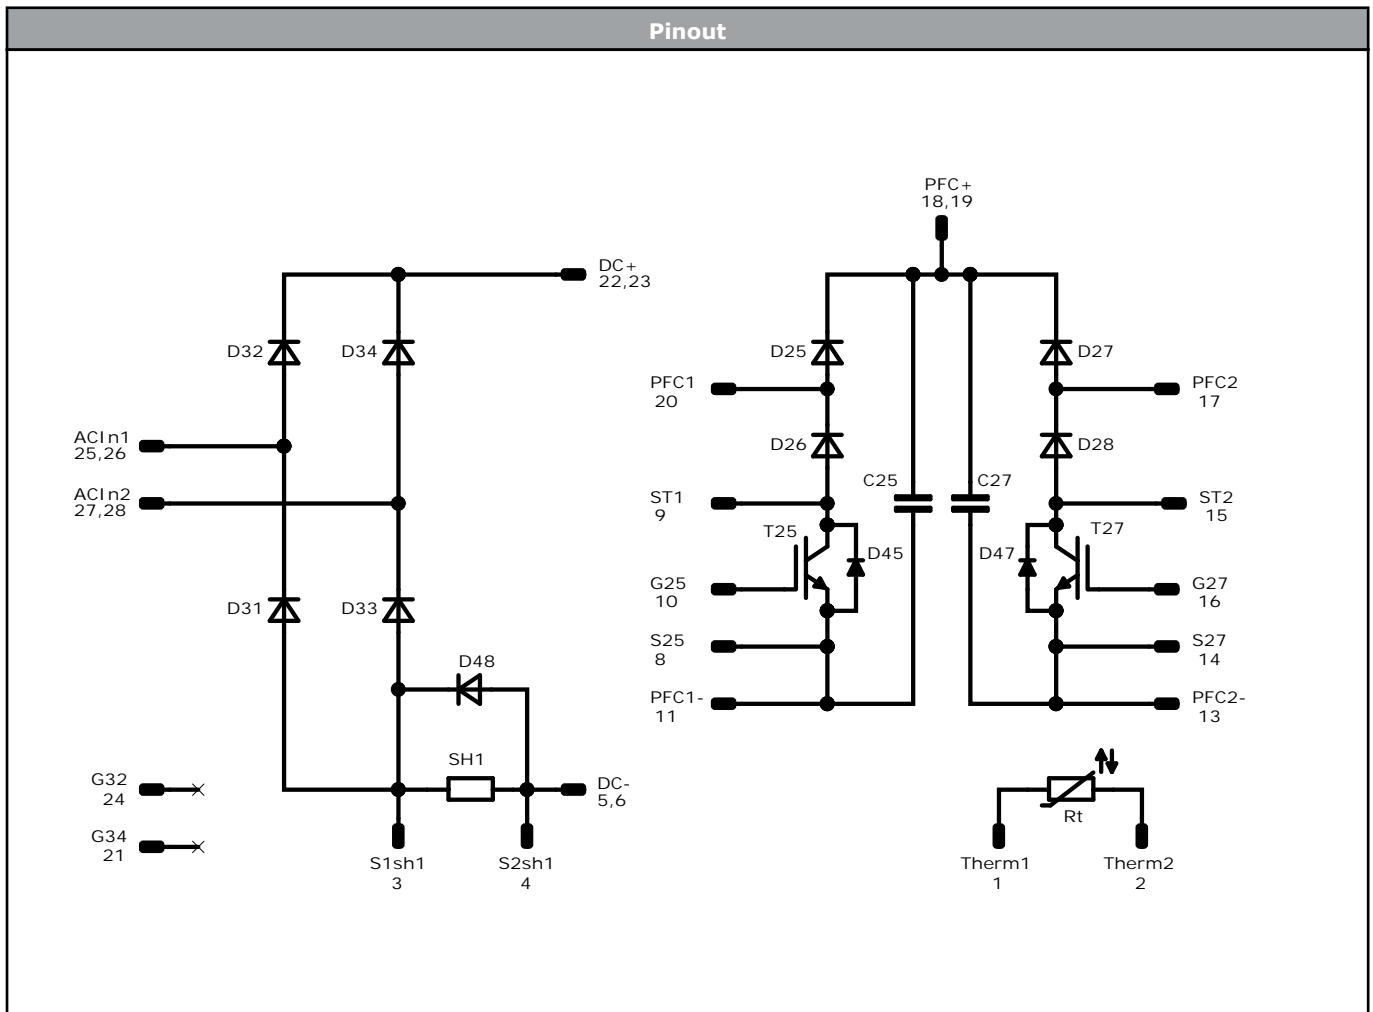 Pinout
PFC+
18,19
DC+
22,23
D32
D34
D25
D27
PFC1
20
PFC2
17
ACIn1
25,26
D26
D28
ACIn2
27,28
C25
C27
ST1
9
ST2
15
T25
T27
D45
D47
G25
10
G27
16
D31
D33
S25
8
S27
14
D48
PFC1-
11
PFC2-
13
SH1
G32
24
DC-
5,6
Rt
G34
21
S1sh1
3
S2sh1
4
Therm1
1
Therm2
2